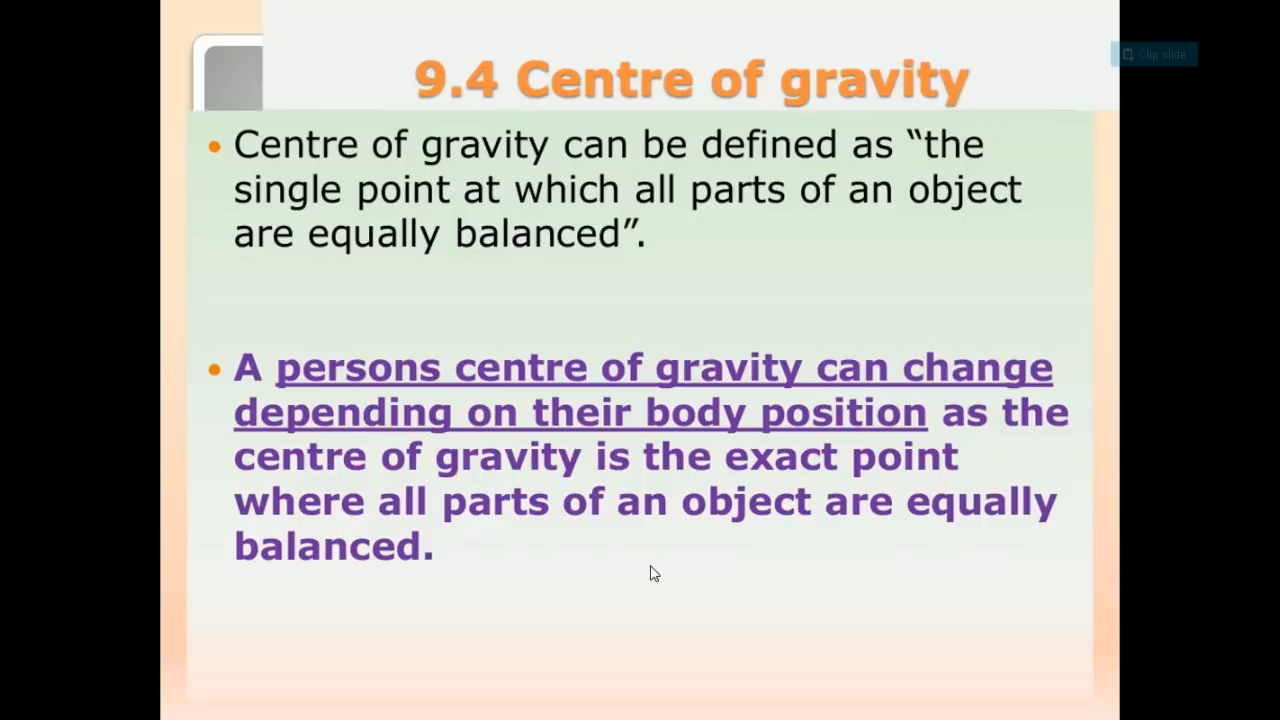 Clip slide
9.4 Centre of gravity
• Centre of gravity can be defined as “the
single point at which all parts of an object
are equally balanced”.
• A persons centre of gravity can change
depending on their body position as the
centre of gravity is the exact point
where all parts of an object are equally
balanced.